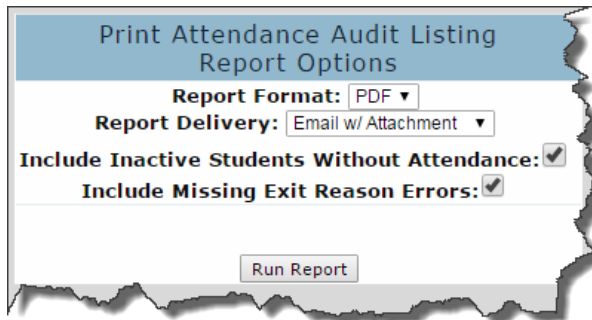 Print Attendance Audit Listing
Report Options
Report Format: PDF
Report Delivery: Email w/ Attachment
Include Inactive Students Without Attendance:
Include Missing Exit Reason Errors:
Run Report